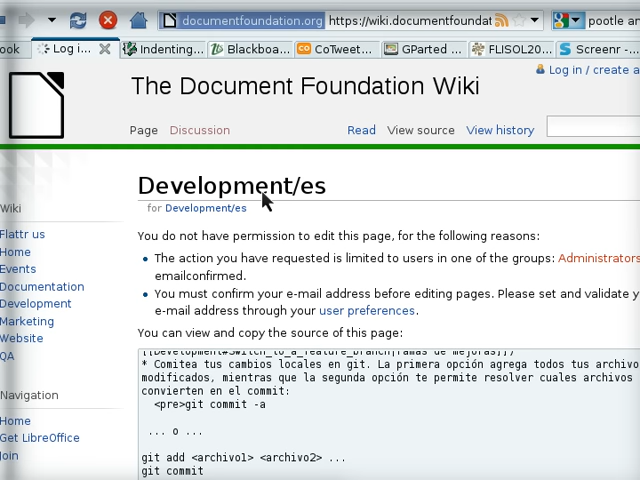 documentfoundation.org https://wiki.documentfoundat pootle an
ook Log i... Indenting... Blackboa... CoTweet... GParted ... FLISOL20... Screenr -...
Log in / create a
The Document Foundation Wiki
Page Discussion Read View source View history
Development/es
for Development/es
Wiki
Flattr us
Home
Events
Documentation
Development
Marketing
Website
QA
Navigation
Home
Get LibreOffice
Join
You do not have permission to edit this page, for the following reasons:
The action you have requested is limited to users in one of the groups: Administrators
emailconfirmed.
You must confirm your e-mail address before editing pages. Please set and validate y
e-mail address through your user preferences.
You can view and copy the source of this page:
[[Development#Switch_to_a_feature_branch|ramas de mejoras]])
* Comitea tus cambios locales en git. La primera opción agrega todos tus archivo
modificados, mientras que la segunda opción te permite resolver cuales archivos
convierten en el commit:
<pre>git commit -a
... o ...
git add <archivo1> <archivo2> ...
git commit